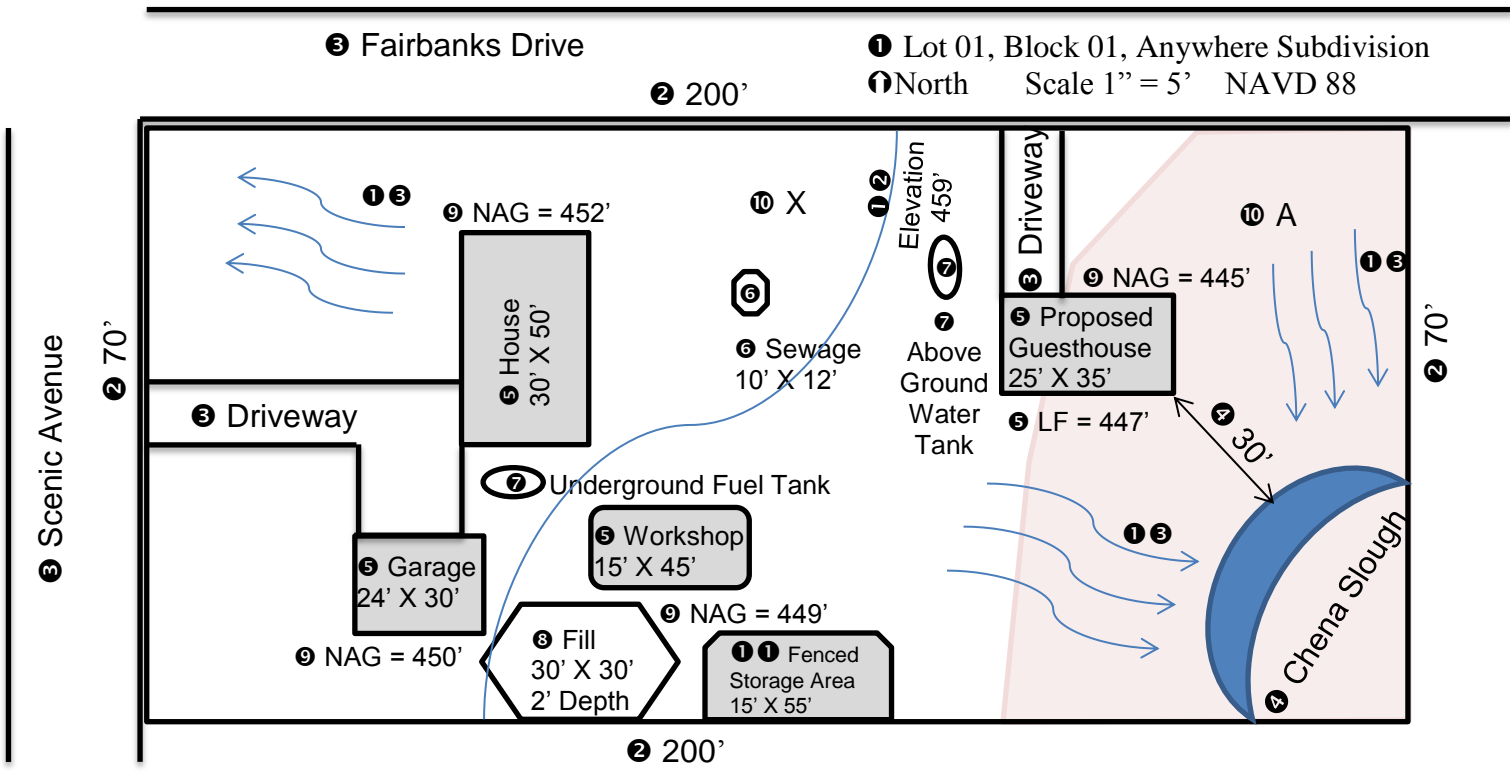 ❸ Fairbanks Drive
❶ Lot 01, Block 01, Anywhere Subdivision
⬆North Scale 1” = 5’ NAVD 88
❷ 200’
❸ Scenic Avenue
❷ 70’
❶❸
❾ NAG = 452’
❺ House
30’ X 50’
❿ X
❶❷
Elevation
459’
❸ Driveway
❿ A
❶❸
❾ NAG = 445’
❼
❻
❻ Sewage
10’ X 12’
❼
Above
Ground
Water
Tank
❺ Proposed
Guesthouse
25’ X 35’
❺ LF = 447’
❹ 30’
❷ 70’
❸ Driveway
❼ Underground Fuel Tank
❺ Workshop
15’ X 45’
❶❸
❹ Chena Slough
❺ Garage
24’ X 30’
❾ NAG = 450’
❽ Fill
30’ X 30’
2’ Depth
❾ NAG = 449’
❶❶ Fenced
Storage Area
15’ X 55’
❷ 200’